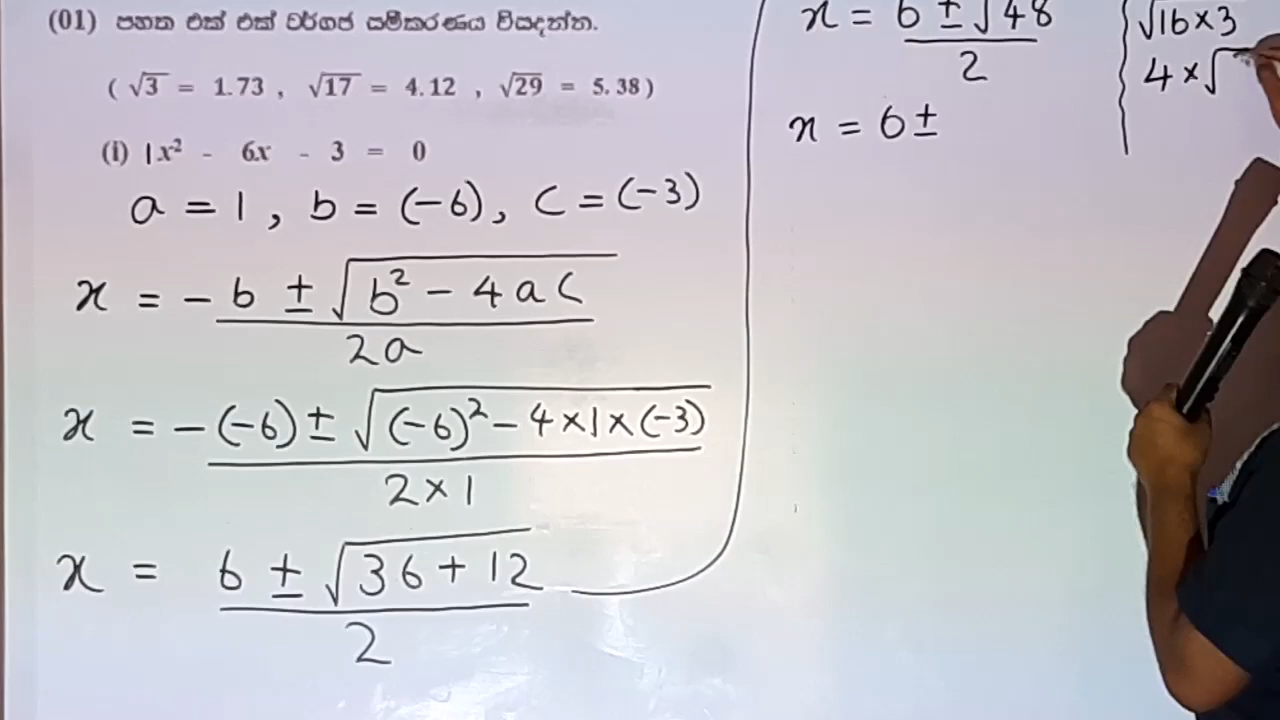 (01) පහත එක් එක් වර්ගජ සමීකරණය විසඳන්න.
( √3 = 1.73 , √17 = 4.12 , √29 = 5.38 )
(i) 1x² - 6x - 3 = 0
a = 1 , b = (-6), c = (-3)
x = -b ± √b² - 4ac
2a
x = -(-6) ± √(-6)² - 4×1×(-3)
2×1
x = 6 ± √36+12
2
x = 6 ± √48
2
x = 6 ±
√16×3
4×√